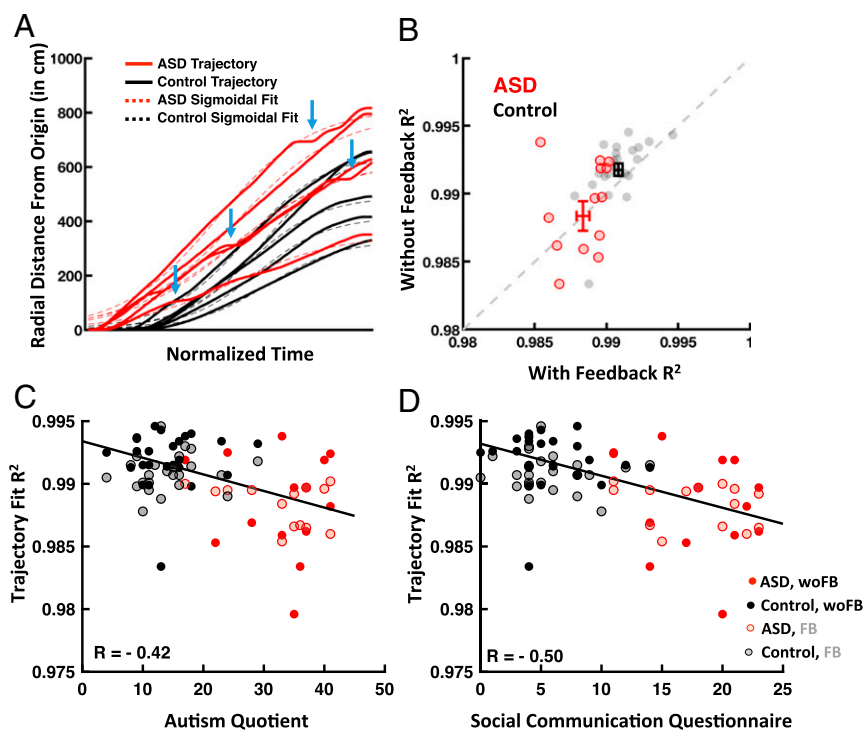 A
Radial Distance From Origin (in cm)
1000
800
600
400
200
0
ASD Trajectory
Control Trajectory
ASD Sigmoidal Fit
Control Sigmoidal Fit
Normalized Time
B
Without Feedback R²
1
0.995
0.99
0.985
0.98
ASD
Control
0.98
0.985
0.99
0.995
1
With Feedback R²
C
Trajectory Fit R²
0.995
0.99
0.985
0.98
0.975
R = - 0.42
0
10
20
30
40
50
Autism Quotient
D
Trajectory Fit R²
0.995
0.99
0.985
0.98
0.975
ASD, woFB
Control, woFB
ASD, FB
Control, FB
R = - 0.50
0
5
10
15
20
25
Social Communication Questionnaire